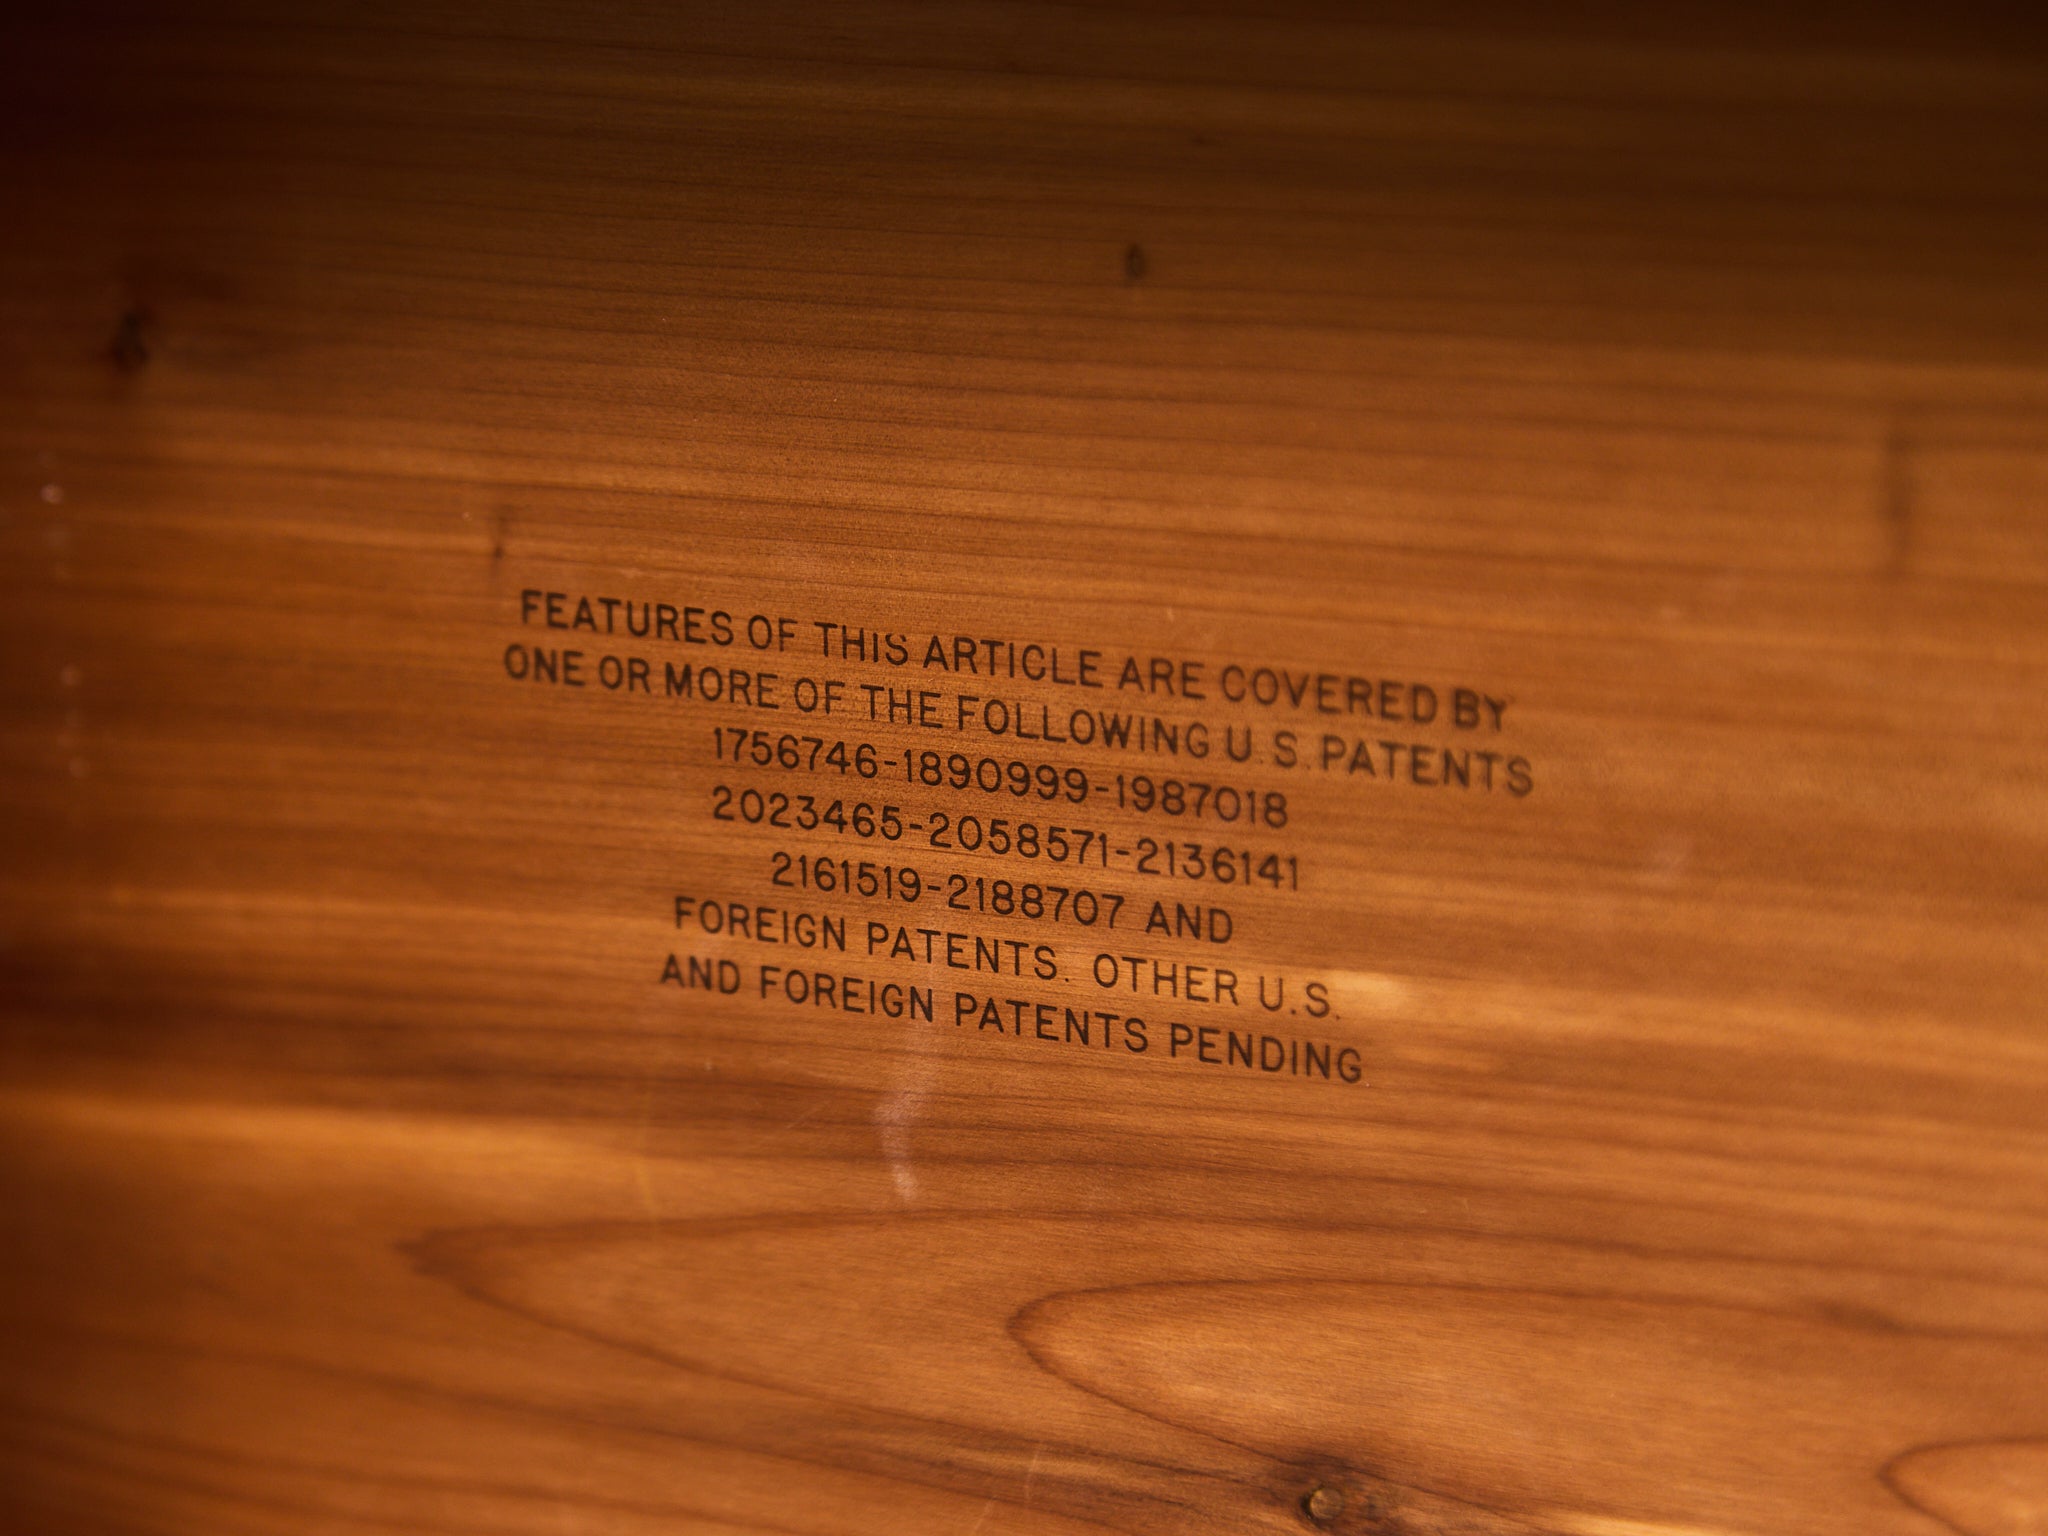 FEATURES OF THIS ARTICLE ARE COVERED BY
ONE OR MORE OF THE FOLLOWING U.S. PATENTS
1756746-1890999-1987018
2023465-2058571-2136141
2161519-2188707 AND
FOREIGN PATENTS. OTHER U.S.
AND FOREIGN PATENTS PENDING